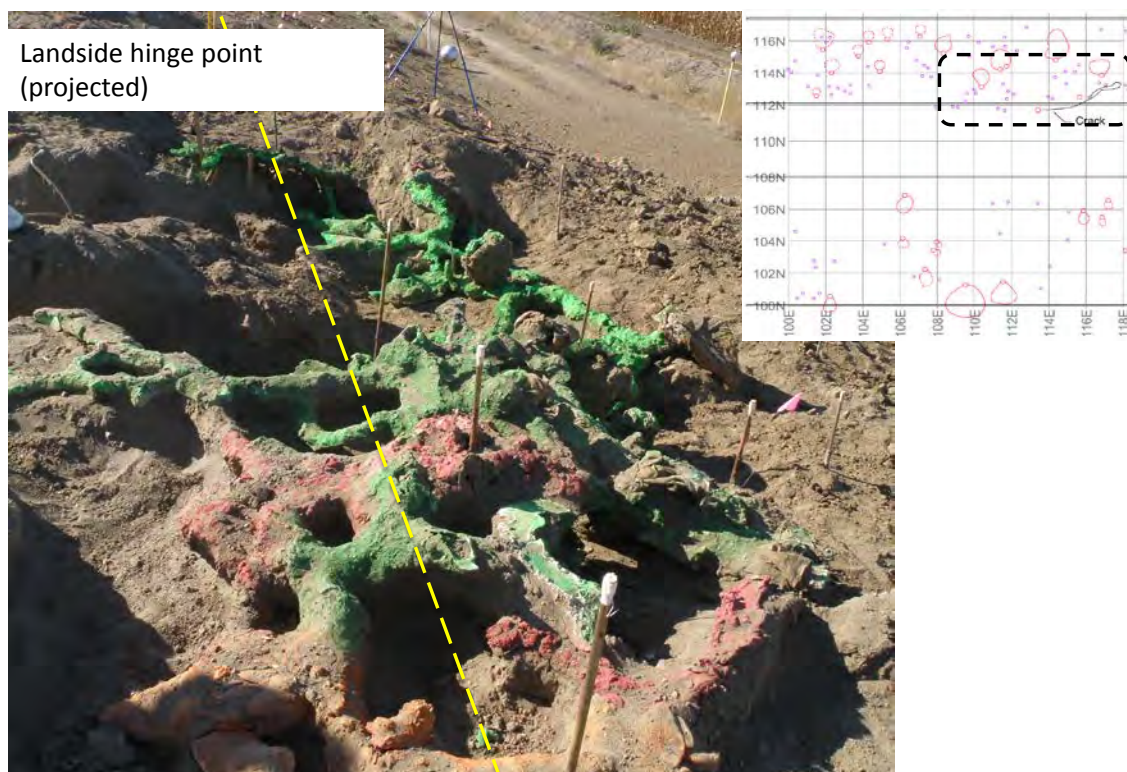 Landside hinge point
(projected)
116N
114N
112N
110N
108N
106N
104N
102N
100N
Crack
100E
102E
104E
106E
108E
110E
112E
114E
116E